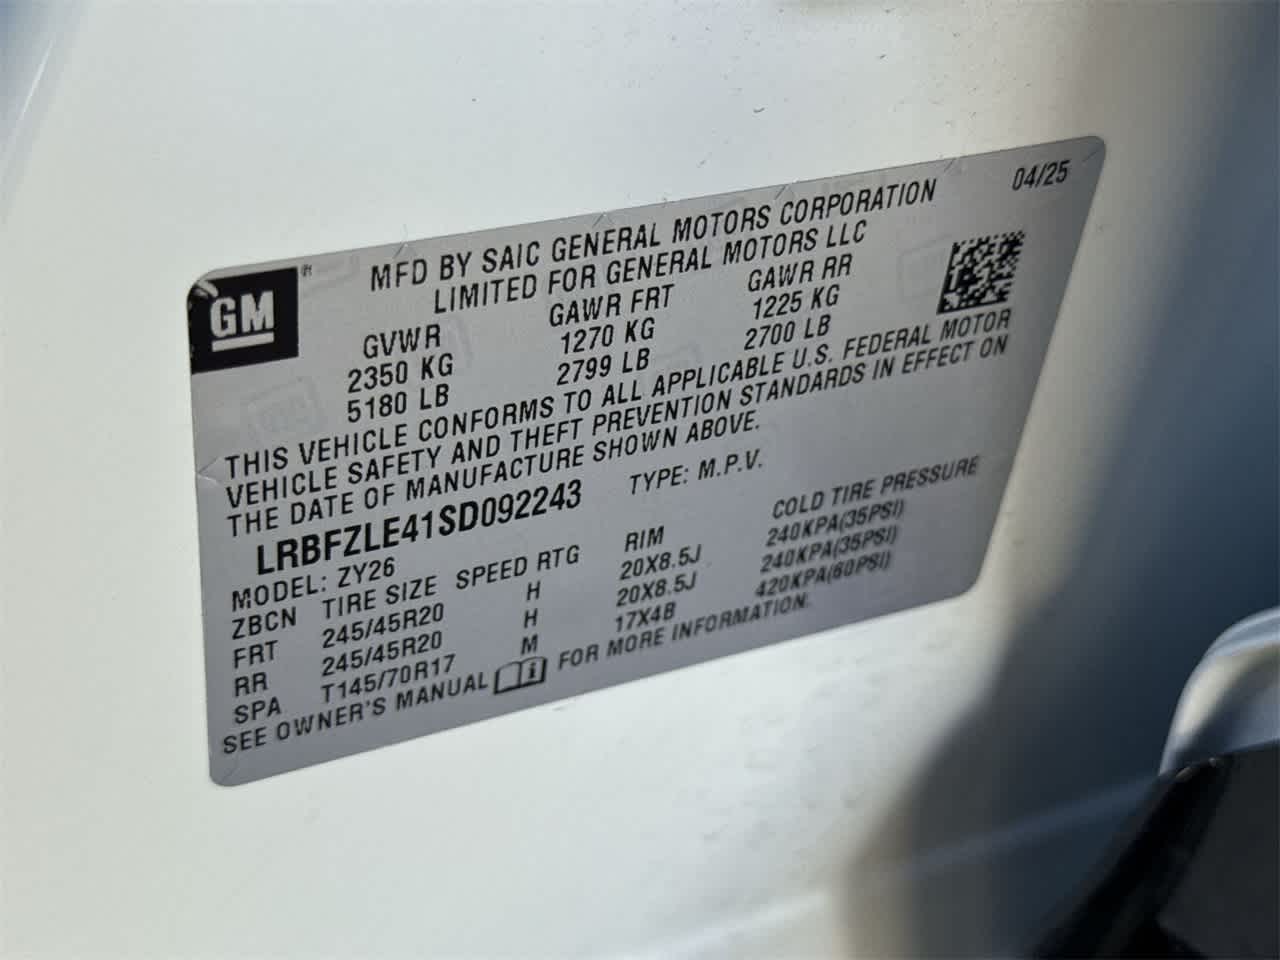 04/25
GM
MFD BY SAIC GENERAL MOTORS CORPORATION
LIMITED FOR GENERAL MOTORS LLC
GVWR GAWR FRT GAWR RR
2350 KG 1270 KG 1225 KG
5180 LB 2799 LB 2700 LB
THIS VEHICLE CONFORMS TO ALL APPLICABLE U.S. FEDERAL MOTOR
VEHICLE SAFETY AND THEFT PREVENTION STANDARDS IN EFFECT ON
THE DATE OF MANUFACTURE SHOWN ABOVE.
LRBFZLE41SD092243 TYPE: M.P.V.
MODEL: ZY26
ZBCN TIRE SIZE SPEED RTG RIM COLD TIRE PRESSURE
FRT 245/45R20 H 20X8.5J 240KPA(35PSI)
RR 245/45R20 H 20X8.5J 240KPA(35PSI)
SPA T145/70R17 M 17X4B 420KPA(60PSI)
SEE OWNER'S MANUAL FOR MORE INFORMATION.